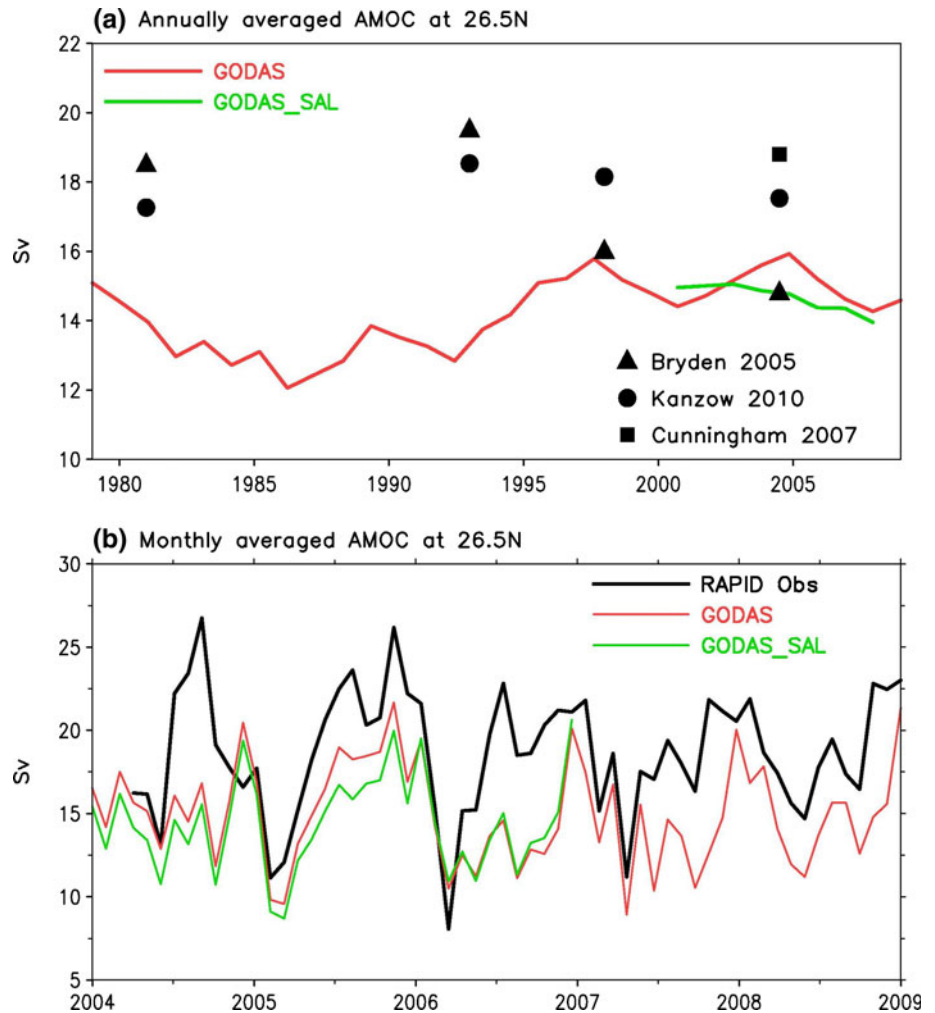 (a) Annually averaged AMOC at 26.5N
22
20
18
16
14
12
10
Sv
GODAS
GODAS_SAL
Bryden 2005
Kanzow 2010
Cunningham 2007
1980 1985 1990 1995 2000 2005
(b) Monthly averaged AMOC at 26.5N
30
25
20
15
10
5
Sv
RAPID Obs
GODAS
GODAS_SAL
2004 2005 2006 2007 2008 2009